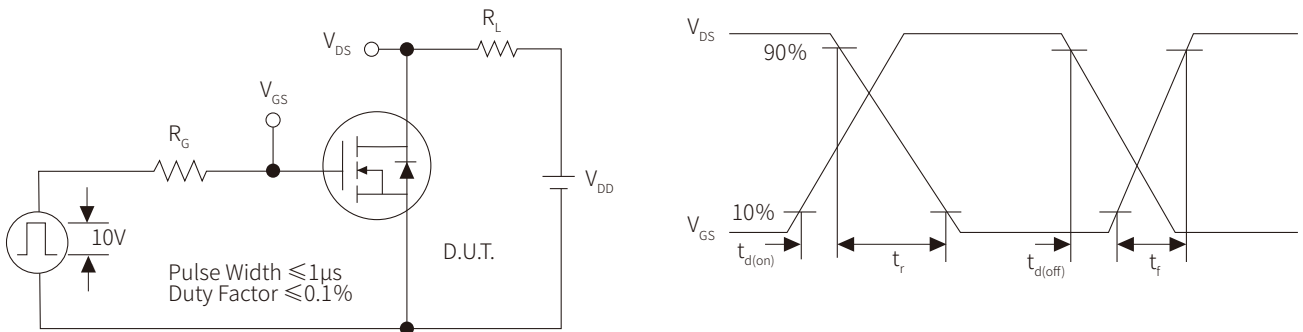 V_DS
R_L
V_GS
R_G
10V
V_DD
D.U.T.
Pulse Width ≤1µs
Duty Factor ≤0.1%
V_DS
90%
10%
V_GS
t_d(on)
t_r
t_d(off)
t_f